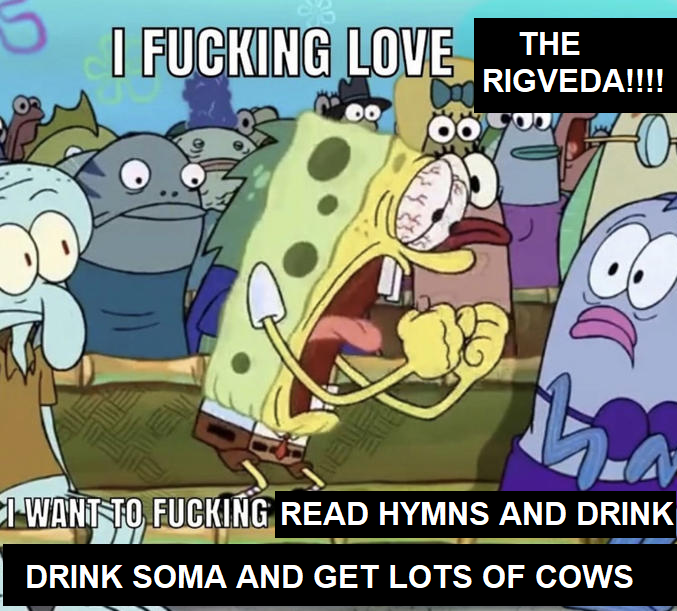 I FUCKING LOVE THE
RIGVEDA!!!!
I WANT TO FUCKING READ HYMNS AND DRINK
DRINK SOMA AND GET LOTS OF COWS